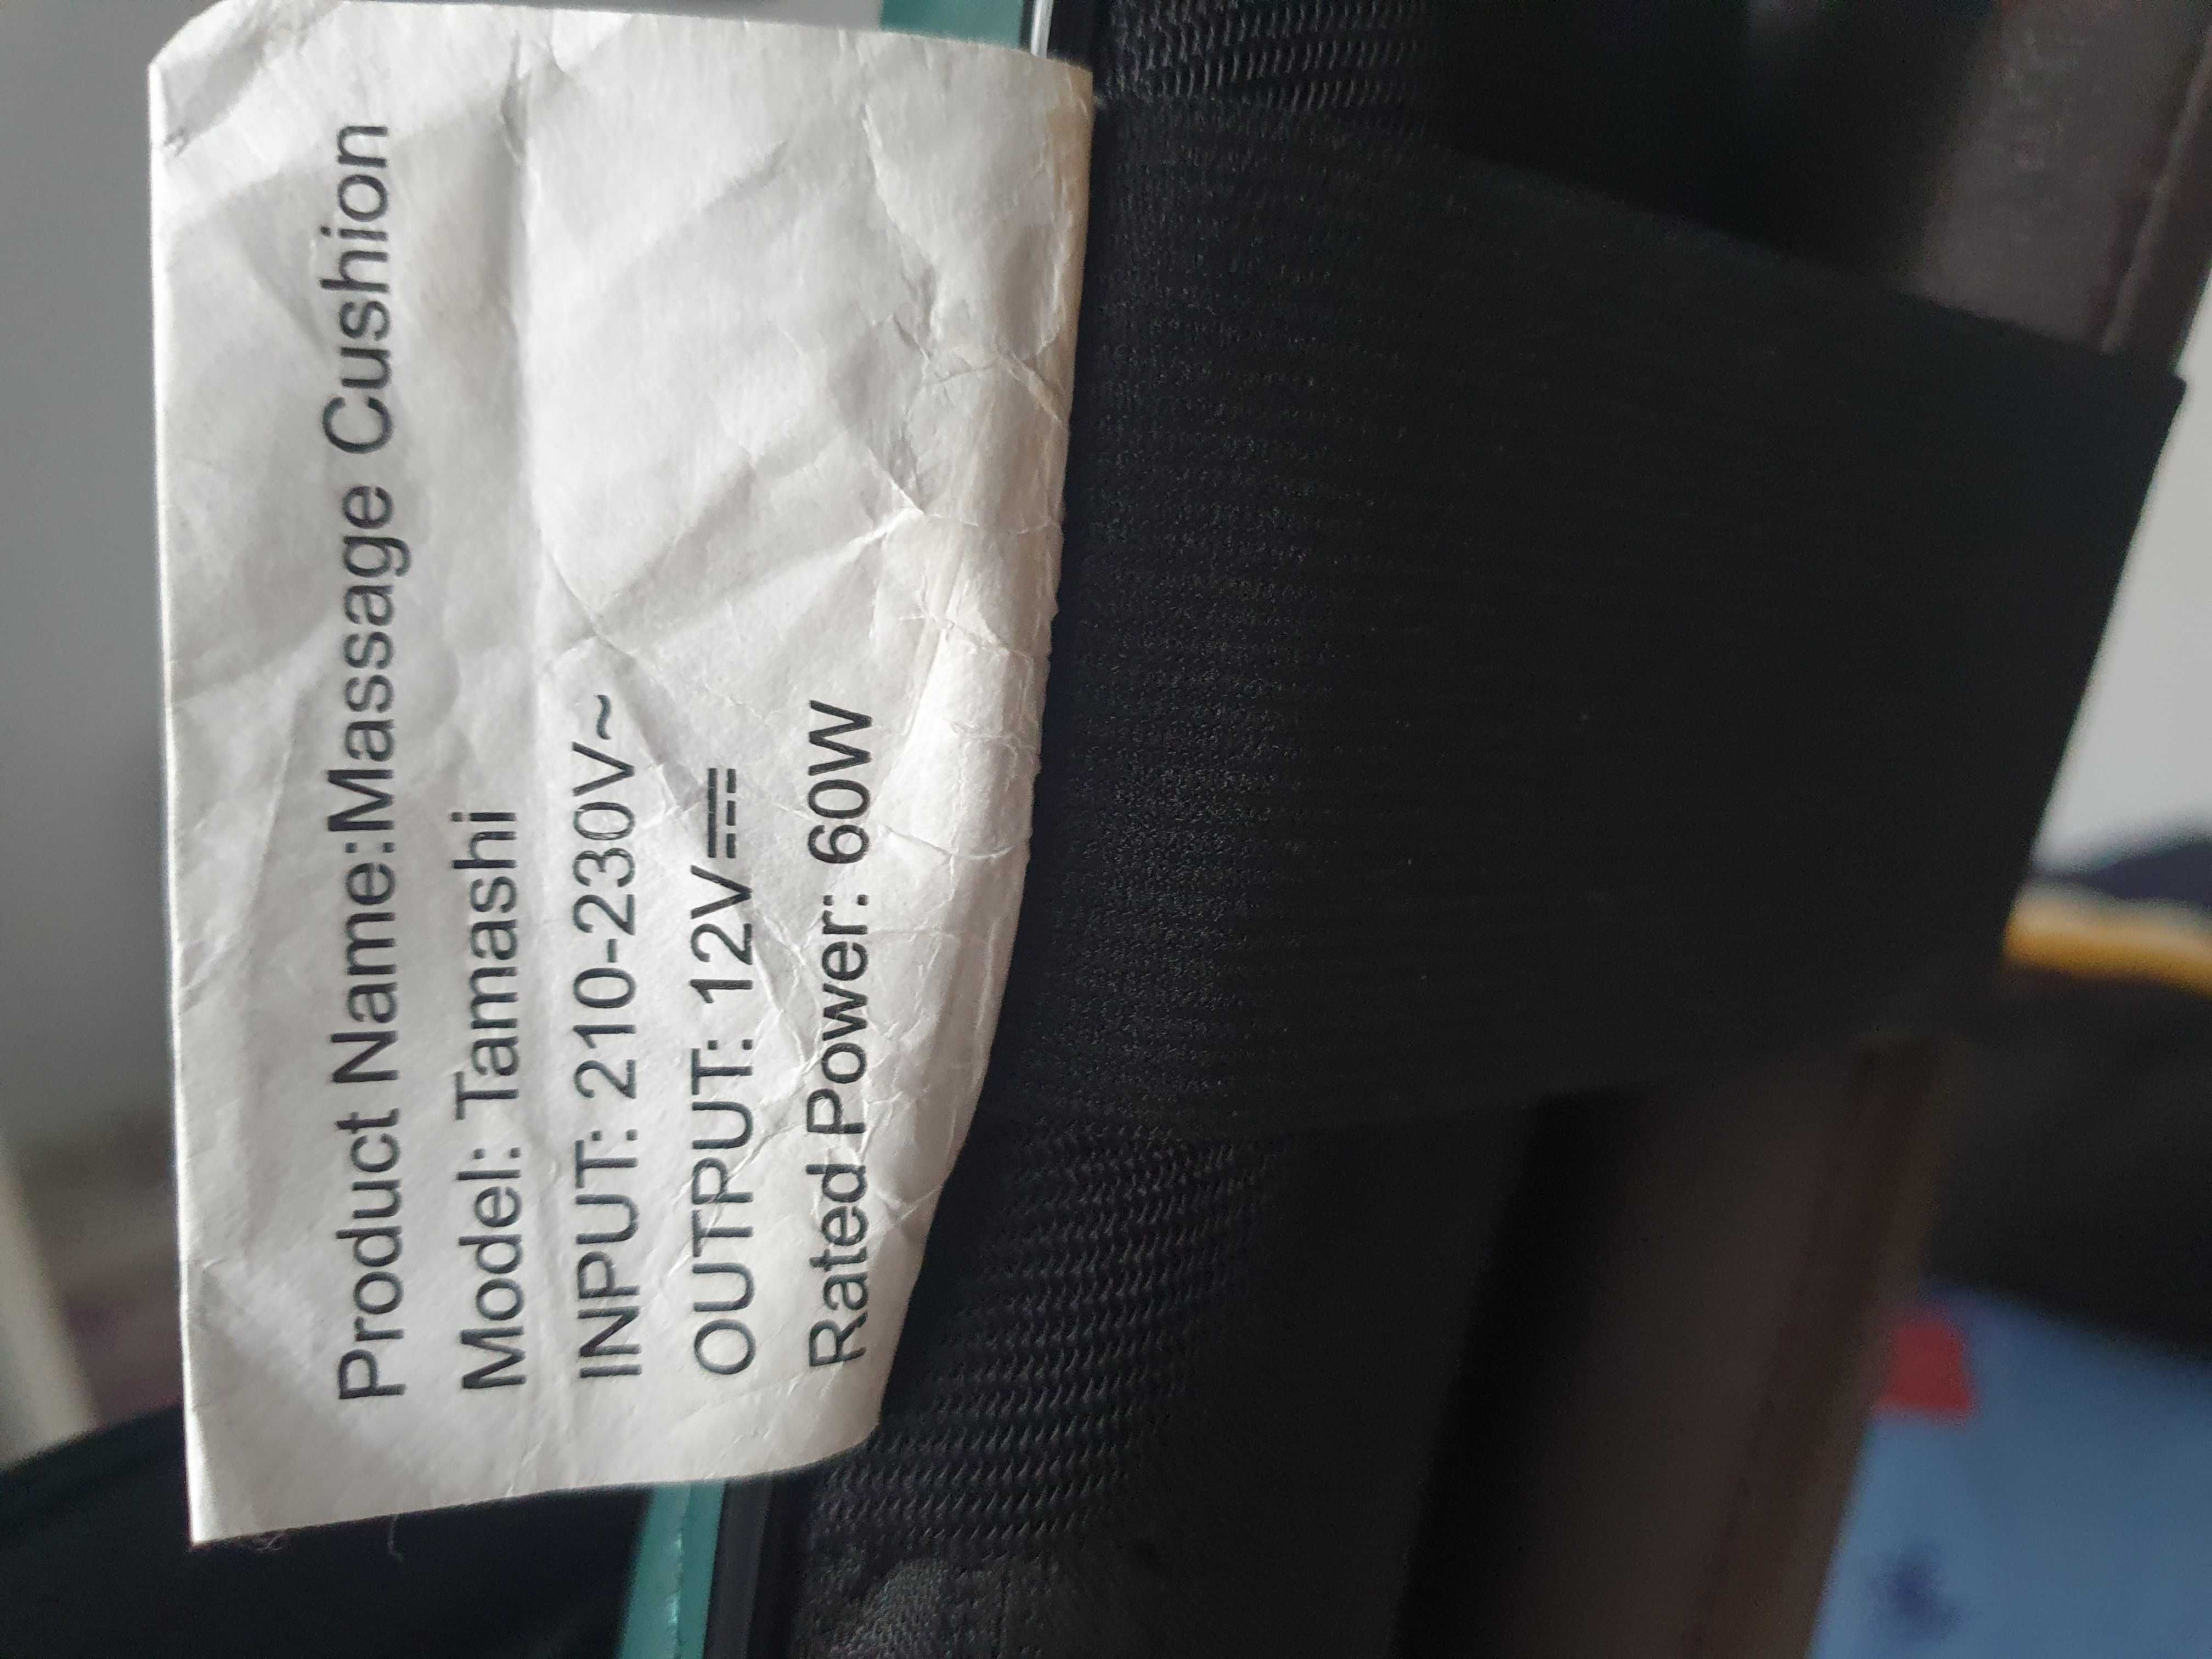 Product Name:Massage Cushion
Model: Tamashi
INPUT: 210-230V~
OUTPUT: 12V⎓
Rated Power: 60W